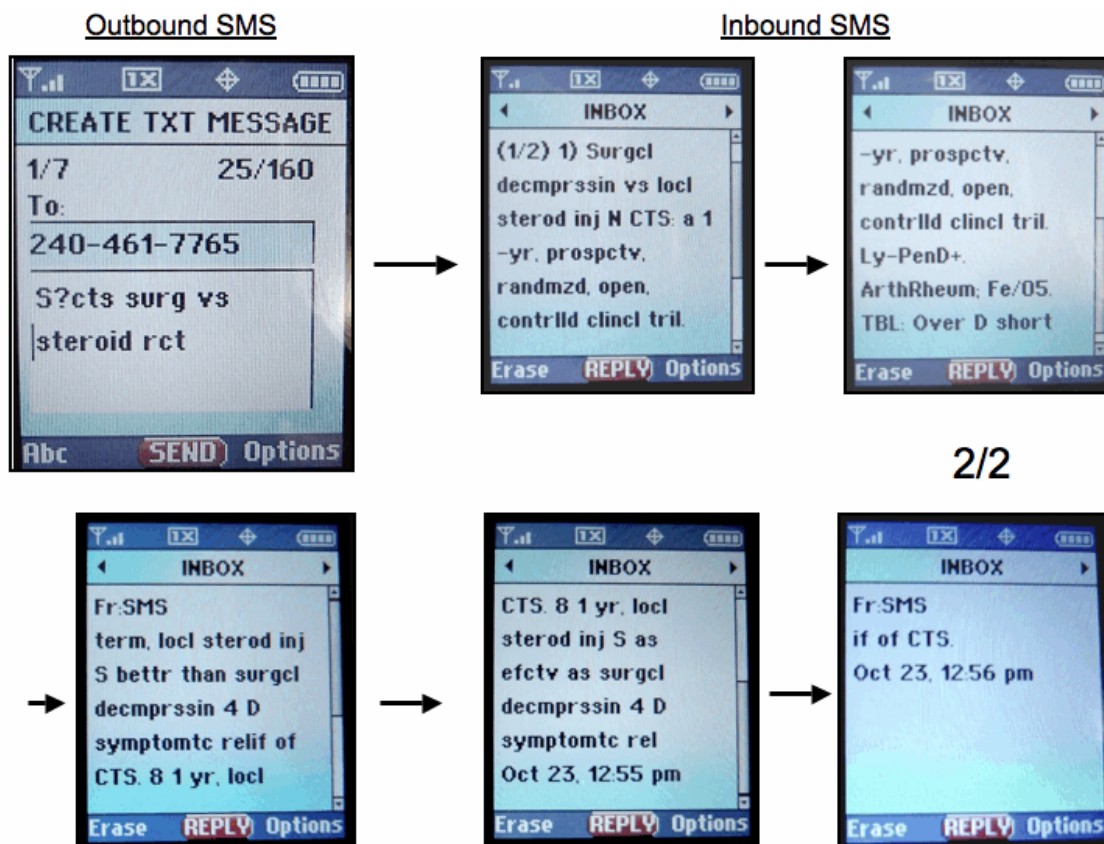 Outbound SMS
Inbound SMS
1X
CREATE TXT MESSAGE
1/7 25/160
To:
240-461-7765
S?cts surg vs
steroid rct
Abc SEND Options
1X
INBOX
(1/2) 1) Surgcl
decmprssin vs locl
sterod inj N CTS: a 1
-yr, prospctv,
randmzd, open,
contrlld clincl tril.
Erase REPLY Options
1X
INBOX
-yr, prospctv,
randmzd, open,
contrlld clincl tril.
Ly-PenD+.
ArthRheum; Fe/05.
TBL: Over D short
Erase REPLY Options
2/2
1X
INBOX
Fr:SMS
term, locl sterod inj
S bettr than surgcl
decmprssin 4 D
symptomtc relif of
CTS. 8 1 yr, locl
Erase REPLY Options
1X
INBOX
CTS. 8 1 yr, locl
sterod inj S as
efctv as surgcl
decmprssin 4 D
symptomtc rel
Oct 23, 12:55 pm
Erase REPLY Options
1X
INBOX
Fr:SMS
if of CTS.
Oct 23, 12:56 pm
Erase REPLY Options